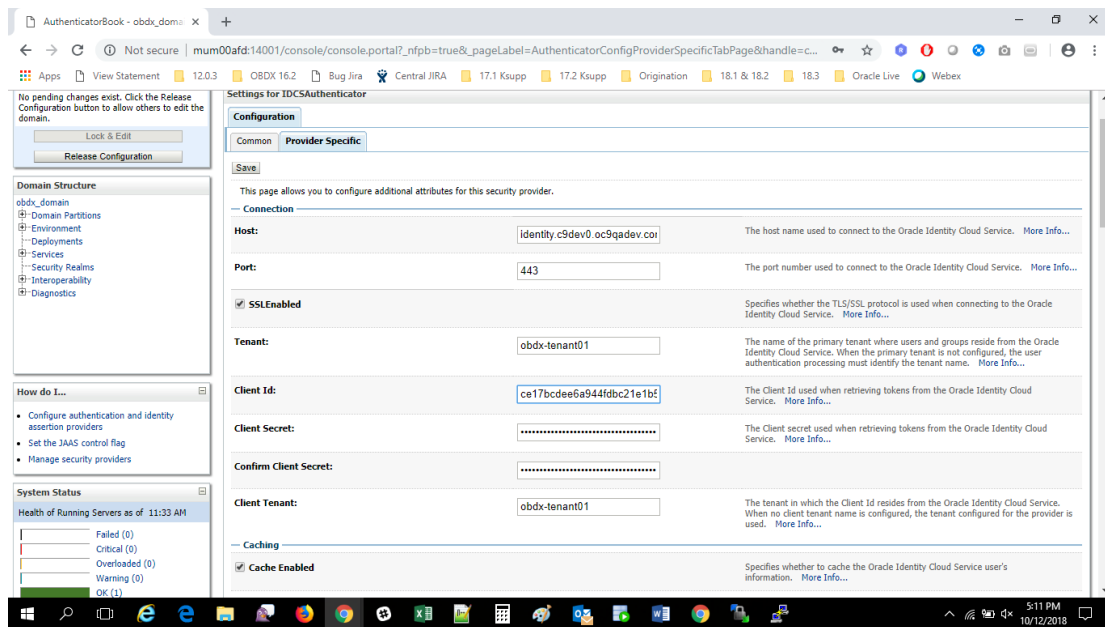 AuthenticatorBook - obdx_doma
Not secure | mum00afd:14001/console/console.portal?_nfpb=true&_pageLabel=AuthenticatorConfigProviderSpecificTabPage&handle=c...
Apps View Statement 12.0.3 OBDX 16.2 Bug Jira Central JIRA 17.1 Ksupp 17.2 Ksupp Origination 18.1 & 18.2 18.3 Oracle Live Webex
No pending changes exist. Click the Release
Configuration button to allow others to edit the
domain.
Lock & Edit
Release Configuration
Domain Structure
obdx_domain
Domain Partitions
Environment
Deployments
Services
Security Realms
Interoperability
Diagnostics
How do I...
Configure authentication and identity
assertion providers
Set the JAAS control flag
Manage security providers
System Status
Health of Running Servers as of 11:33 AM
Failed (0)
Critical (0)
Overloaded (0)
Warning (0)
OK (1)
Settings for IDCSAuthenticator
Configuration
Common Provider Specific
Save
This page allows you to configure additional attributes for this security provider.
Connection
Host:
identity.c9dev0.oc9qadev.com
The host name used to connect to the Oracle Identity Cloud Service. More Info...
Port:
443
The port number used to connect to the Oracle Identity Cloud Service. More Info...
SSLEnabled
Specifies whether the TLS/SSL protocol is used when connecting to the Oracle
Identity Cloud Service. More Info...
Tenant:
obdx-tenant01
The name of the primary tenant where users and groups reside from the Oracle
Identity Cloud Service. When the primary tenant is not configured, the user
authentication processing must identify the tenant name. More Info...
Client Id:
ce17bcdee6a944fdbc21e1b5
The Client Id used when retrieving tokens from the Oracle Identity Cloud
Service. More Info...
Client Secret:
The Client secret used when retrieving tokens from the Oracle Identity Cloud
Service. More Info...
Confirm Client Secret:
Client Tenant:
obdx-tenant01
The tenant in which the Client Id resides from the Oracle Identity Cloud Service.
When no client tenant name is configured, the tenant configured for the provider is
used. More Info...
Caching
Cache Enabled
Specifies whether to cache the Oracle Identity Cloud Service user's
information. More Info...
5:11 PM
10/12/2018